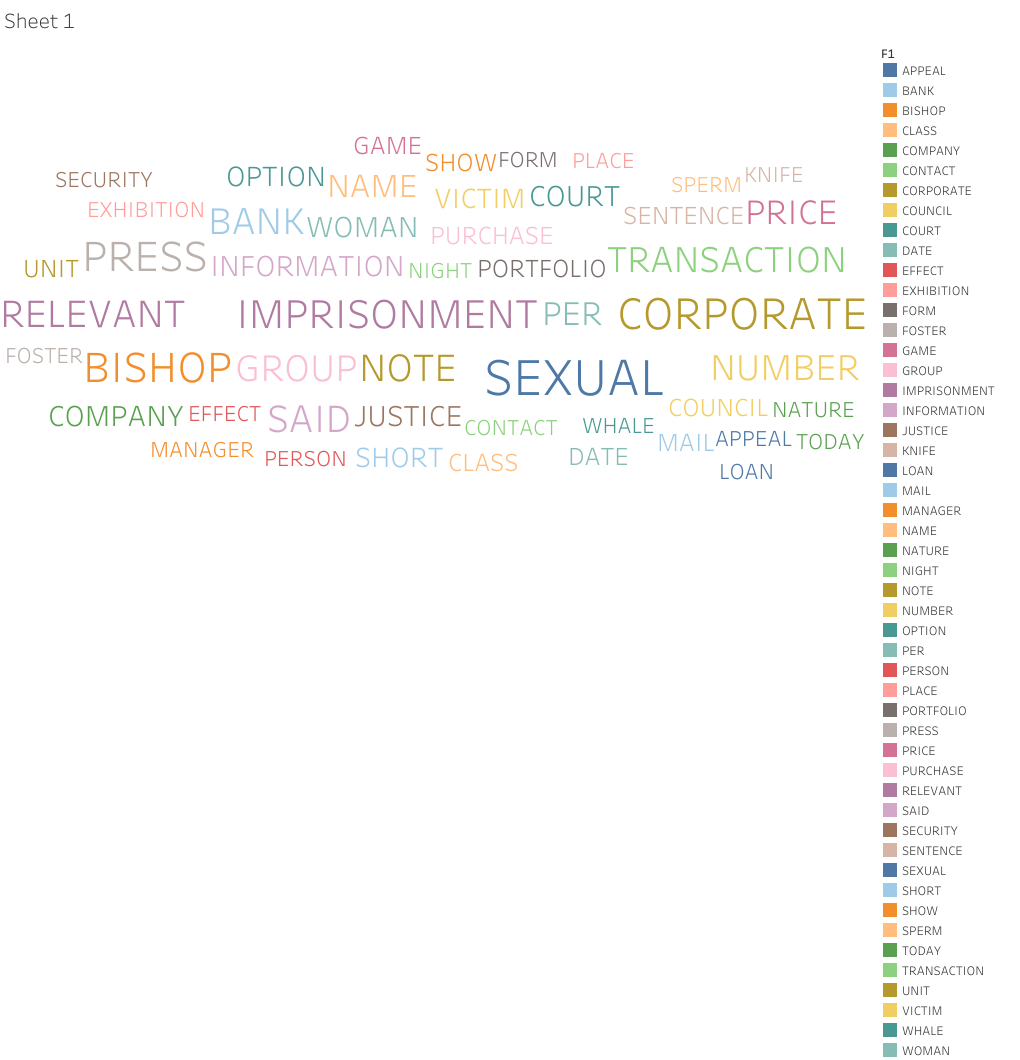 Sheet 1
GAME
SHOW FORM PLACE
SECURITY OPTION NAME SPERM KNIFE
EXHIBITION BANK WOMAN VICTIM COURT SENTENCE PRICE
PURCHASE
UNIT PRESS INFORMATION NIGHT PORTFOLIO TRANSACTION
RELEVANT IMPRISONMENT PER CORPORATE
FOSTER BISHOP GROUP NOTE SEXUAL NUMBER
COMPANY EFFECT SAID JUSTICE CONTACT WHALE COUNCIL NATURE
MANAGER PERSON SHORT CLASS DATE MAIL APPEAL TODAY
LOAN
F1
APPEAL
BANK
BISHOP
CLASS
COMPANY
CONTACT
CORPORATE
COUNCIL
COURT
DATE
EFFECT
EXHIBITION
FORM
FOSTER
GAME
GROUP
IMPRISONMENT
INFORMATION
JUSTICE
KNIFE
LOAN
MAIL
MANAGER
NAME
NATURE
NIGHT
NOTE
NUMBER
OPTION
PER
PERSON
PLACE
PORTFOLIO
PRESS
PRICE
PURCHASE
RELEVANT
SAID
SECURITY
SENTENCE
SEXUAL
SHORT
SHOW
SPERM
TODAY
TRANSACTION
UNIT
VICTIM
WHALE
WOMAN